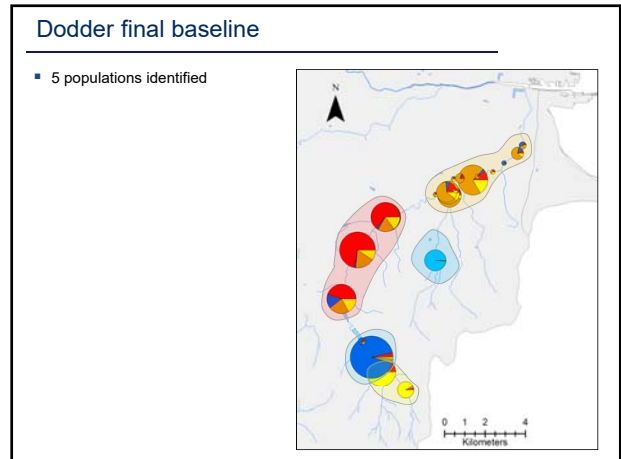 Dodder final baseline
5 populations identified
N
0 1 2 4
Kilometers